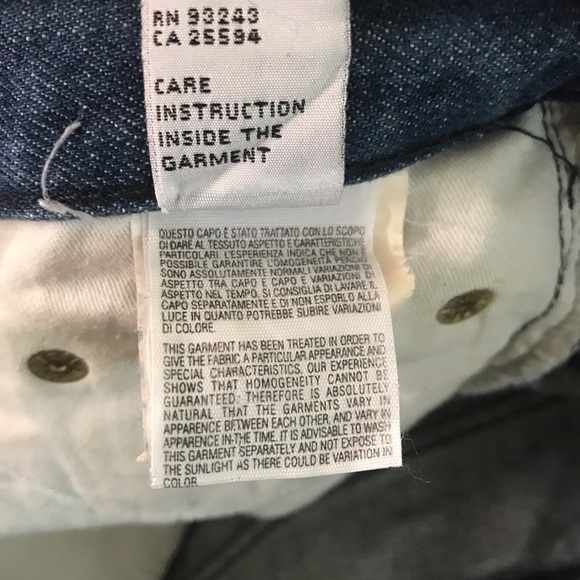 RN 93243
CA 25594
CARE
INSTRUCTION
INSIDE THE
GARMENT
QUESTO CAPO È STATO TRATTATO CON LO SCOPO
DI DARE AL TESSUTO ASPETTO E CARATTERISTICHE
PARTICOLARI. L'ESPERIENZA INDICA CHE NON È
POSSIBILE GARANTIRE L'OMOGENEITÀ PERCHÉ
SONO ASSOLUTAMENTE NORMALI VARIAZIONI DI
ASPETTO TRA CAPO E CAPO E VARIAZIONI DI
ASPETTO NEL TEMPO. SI CONSIGLIA DI LAVARE IL
CAPO SEPARATAMENTE E DI NON ESPORLO ALLA
LUCE IN QUANTO POTREBBE SUBIRE VARIAZIONI
DI COLORE.
THIS GARMENT HAS BEEN TREATED IN ORDER TO
GIVE THE FABRIC A PARTICULAR APPEARANCE AND
SPECIAL CHARACTERISTICS, OUR EXPERIENCE
SHOWS THAT HOMOGENEITY CANNOT BE
GUARANTEED: THEREFORE IS ABSOLUTELY
NATURAL THAT THE GARMENTS VARY IN
APPARENCE BETWEEN EACH OTHER, AND VARY IN
APPARENCE IN THE TIME. IT IS ADVISABLE TO WASH
THIS GARMENT SEPARATELY AND NOT EXPOSE TO
THE SUNLIGHT AS THERE COULD BE VARIATION IN
COLOR